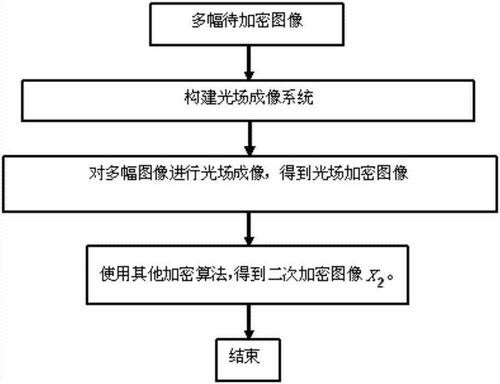 多幅待加密图像
构建光场成像系统
对多幅图像进行光场成像，得到光场加密图像
使用其他加密算法，得到二次加密图像 X₂。
结束